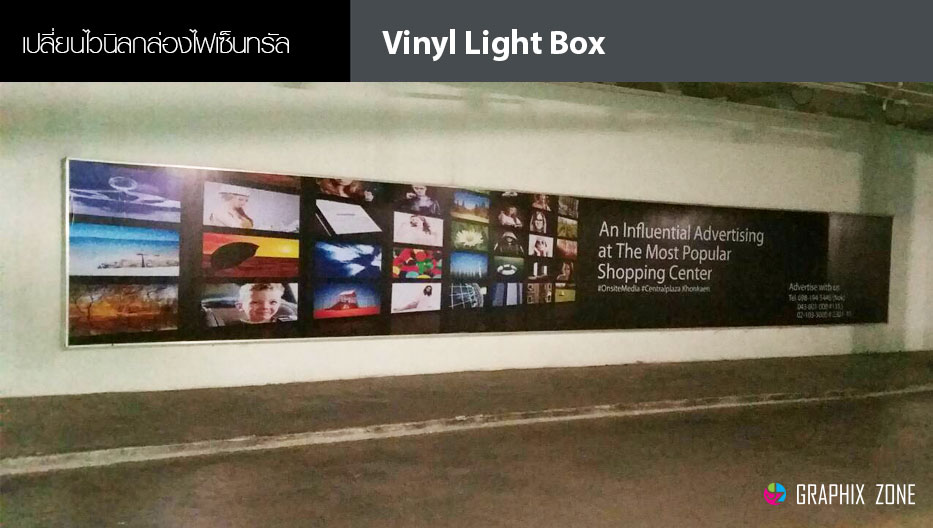 เปลี่ยนไวนิลกล่องไฟเซ็นทรัล
Vinyl Light Box
An Influential Advertising
at The Most Popular
Shopping Center
#OnsiteMedia #Centralplaza Khonkaen
Advertise with us
Tel
GRAPHIX ZONE